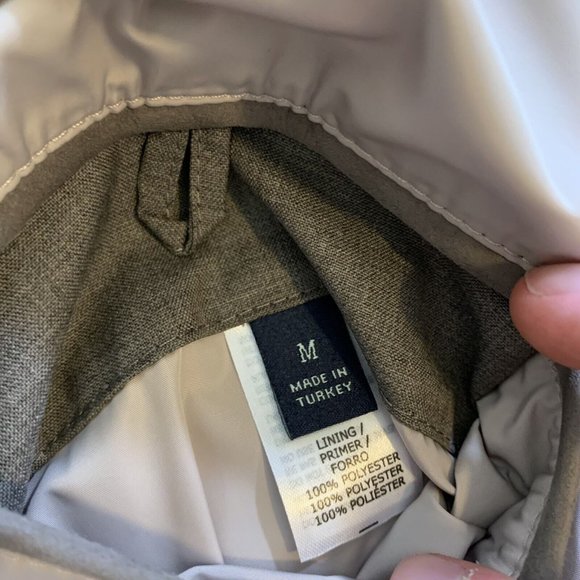 M
MADE IN
TURKEY
LINING /
PRIMER /
FORRO
100% POLYESTER
100% POLYESTER
100% POLIÉSTER